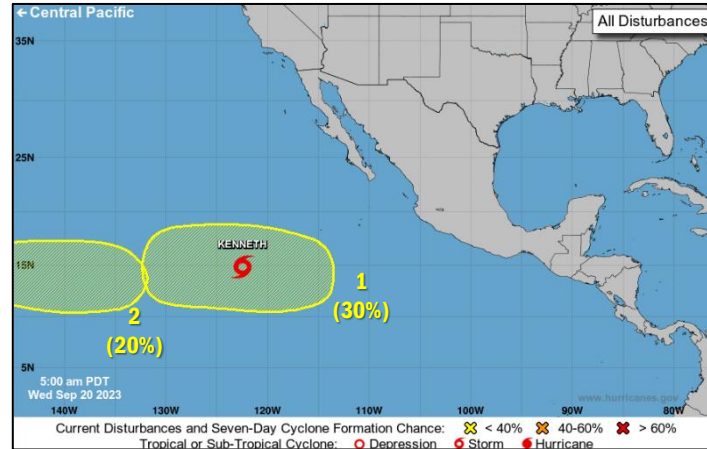 ← Central Pacific
All Disturbances
35N
25N
KENNETH
15N
1
(30%)
2
(20%)
5N
5:00 am PDT
Wed Sep 20 2023
www.hurricanes.gov
140W 130W 120W 110W 100W 90W 80W
Current Disturbances and Seven-Day Cyclone Formation Chance: < 40% 40-60% > 60%
Tropical or Sub-Tropical Cyclone: Depression Storm Hurricane